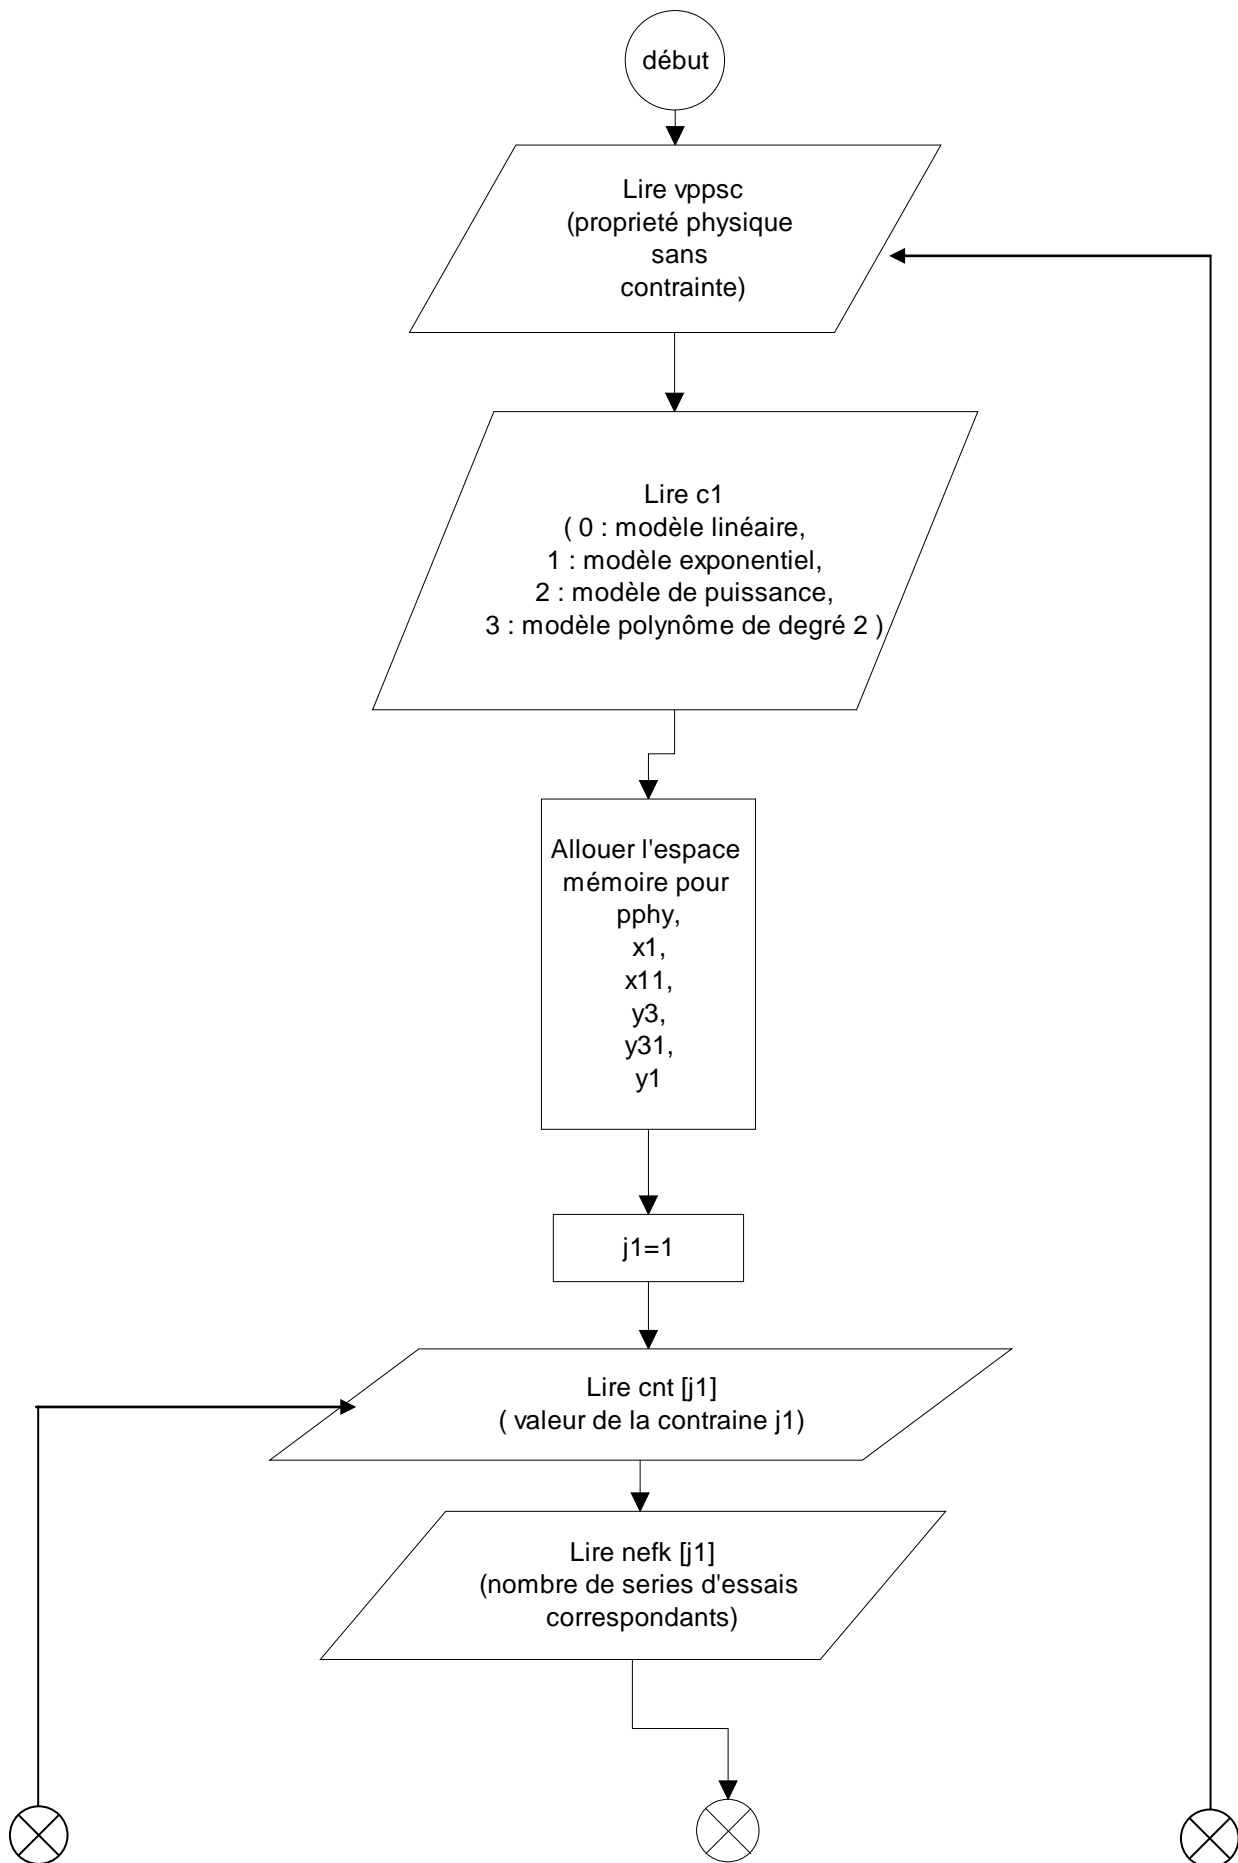 début
Lire vppsc
(proprieté physique
sans
contrainte)
Lire c1
( 0 : modèle linéaire,
1 : modèle exponentiel,
2 : modèle de puissance,
3 : modèle polynôme de degré 2 )
Allouer l'espace
mémoire pour
pphy,
x1,
x11,
y3,
y31,
y1
j1=1
Lire cnt [j1]
( valeur de la contraine j1)
Lire nefk [j1]
(nombre de series d'essais
correspondants)